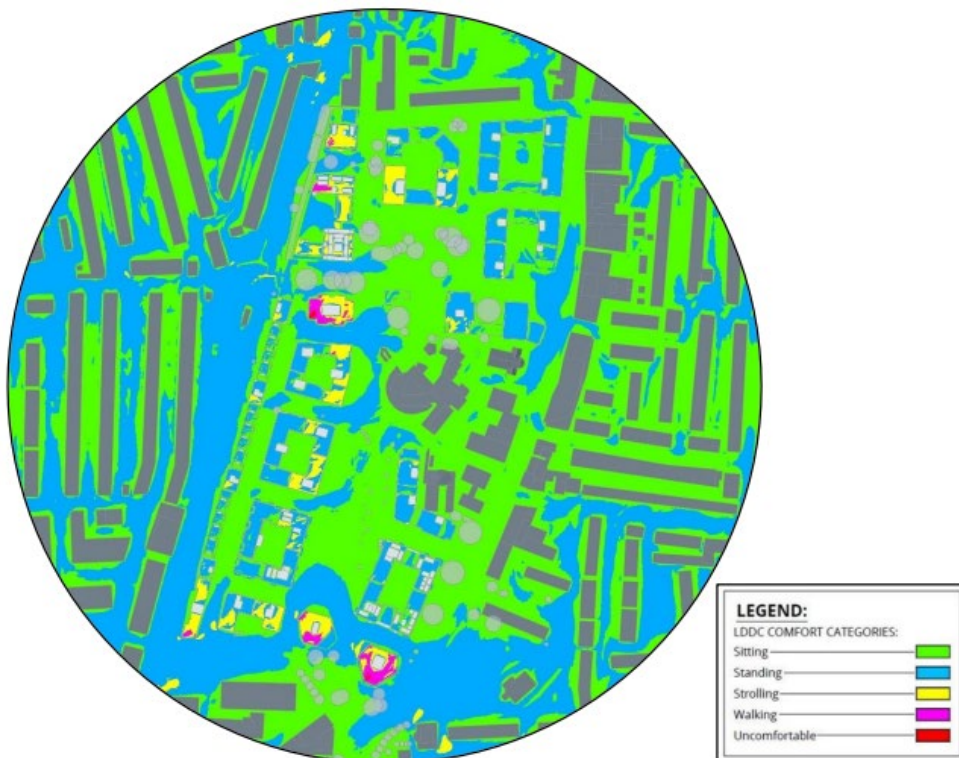 LEGEND:
LDDC COMFORT CATEGORIES:
Sitting
Standing
Strolling
Walking
Uncomfortable